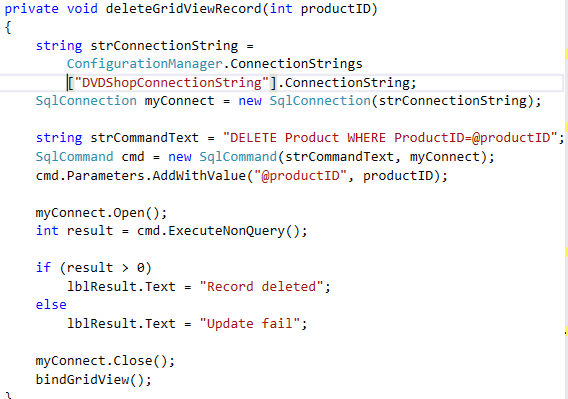 private void deleteGridViewRecord(int productID)
{
    string strConnectionString =
        ConfigurationManager.ConnectionStrings
        ["DVDShopConnectionString"].ConnectionString;
    SqlConnection myConnect = new SqlConnection(strConnectionString);

    string strCommandText = "DELETE Product WHERE ProductID=@productID";
    SqlCommand cmd = new SqlCommand(strCommandText, myConnect);
    cmd.Parameters.AddWithValue("@productID", productID);

    myConnect.Open();
    int result = cmd.ExecuteNonQuery();

    if (result > 0)
        lblResult.Text = "Record deleted";
    else
        lblResult.Text = "Update fail";

    myConnect.Close();
    bindGridView();
}